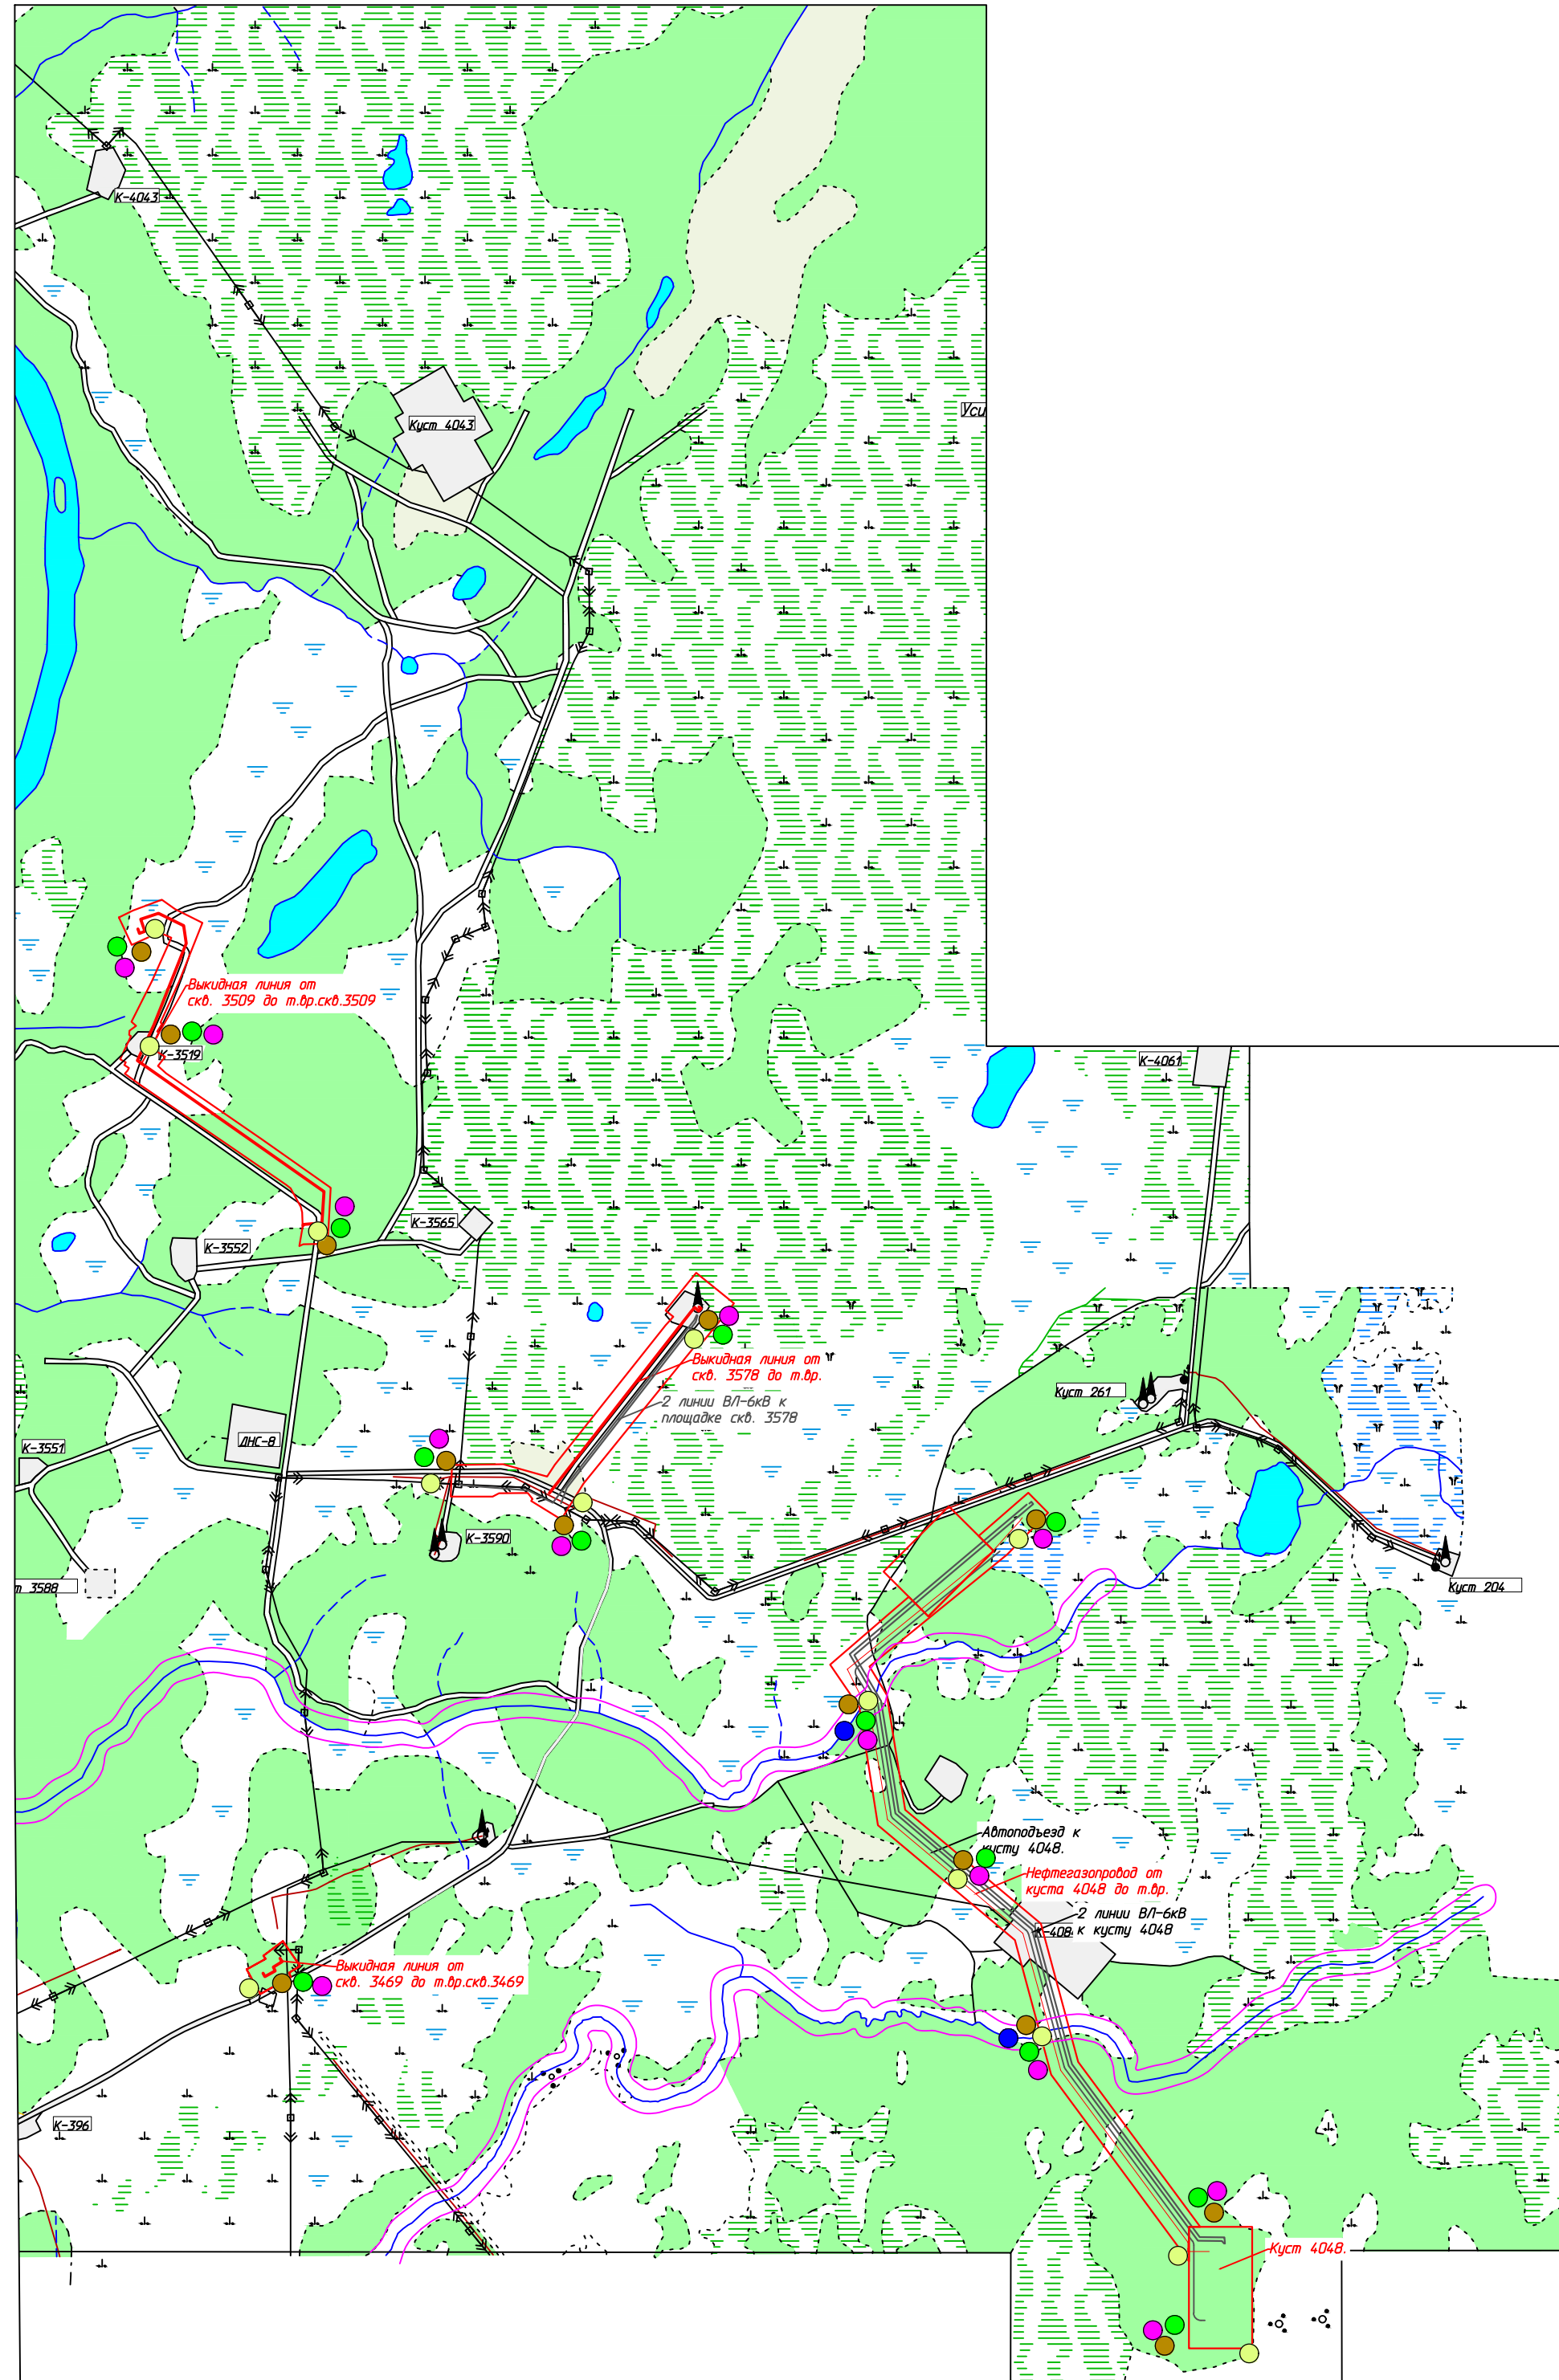 К-4043
Куст 4043
Уси
Выкидная линия от
скв. 3509 до т.вр.скв.3509
К-3519
К-4061
К-3565
К-3552
Выкидная линия от
скв. 3578 до т.вр.
2 линии ВЛ-6кВ к
площадке скв. 3578
Куст 261
ДНС-8
К-3551
К-3590
т 3588
Куст 204
Автоподъезд к
кусту 4048.
Нефтегазопровод от
куста 4048 до т.вр.
2 линии ВЛ-6кВ
к кусту 4048
К-408
Выкидная линия от
скв. 3469 до т.вр.скв.3469
К-396
Куст 4048.